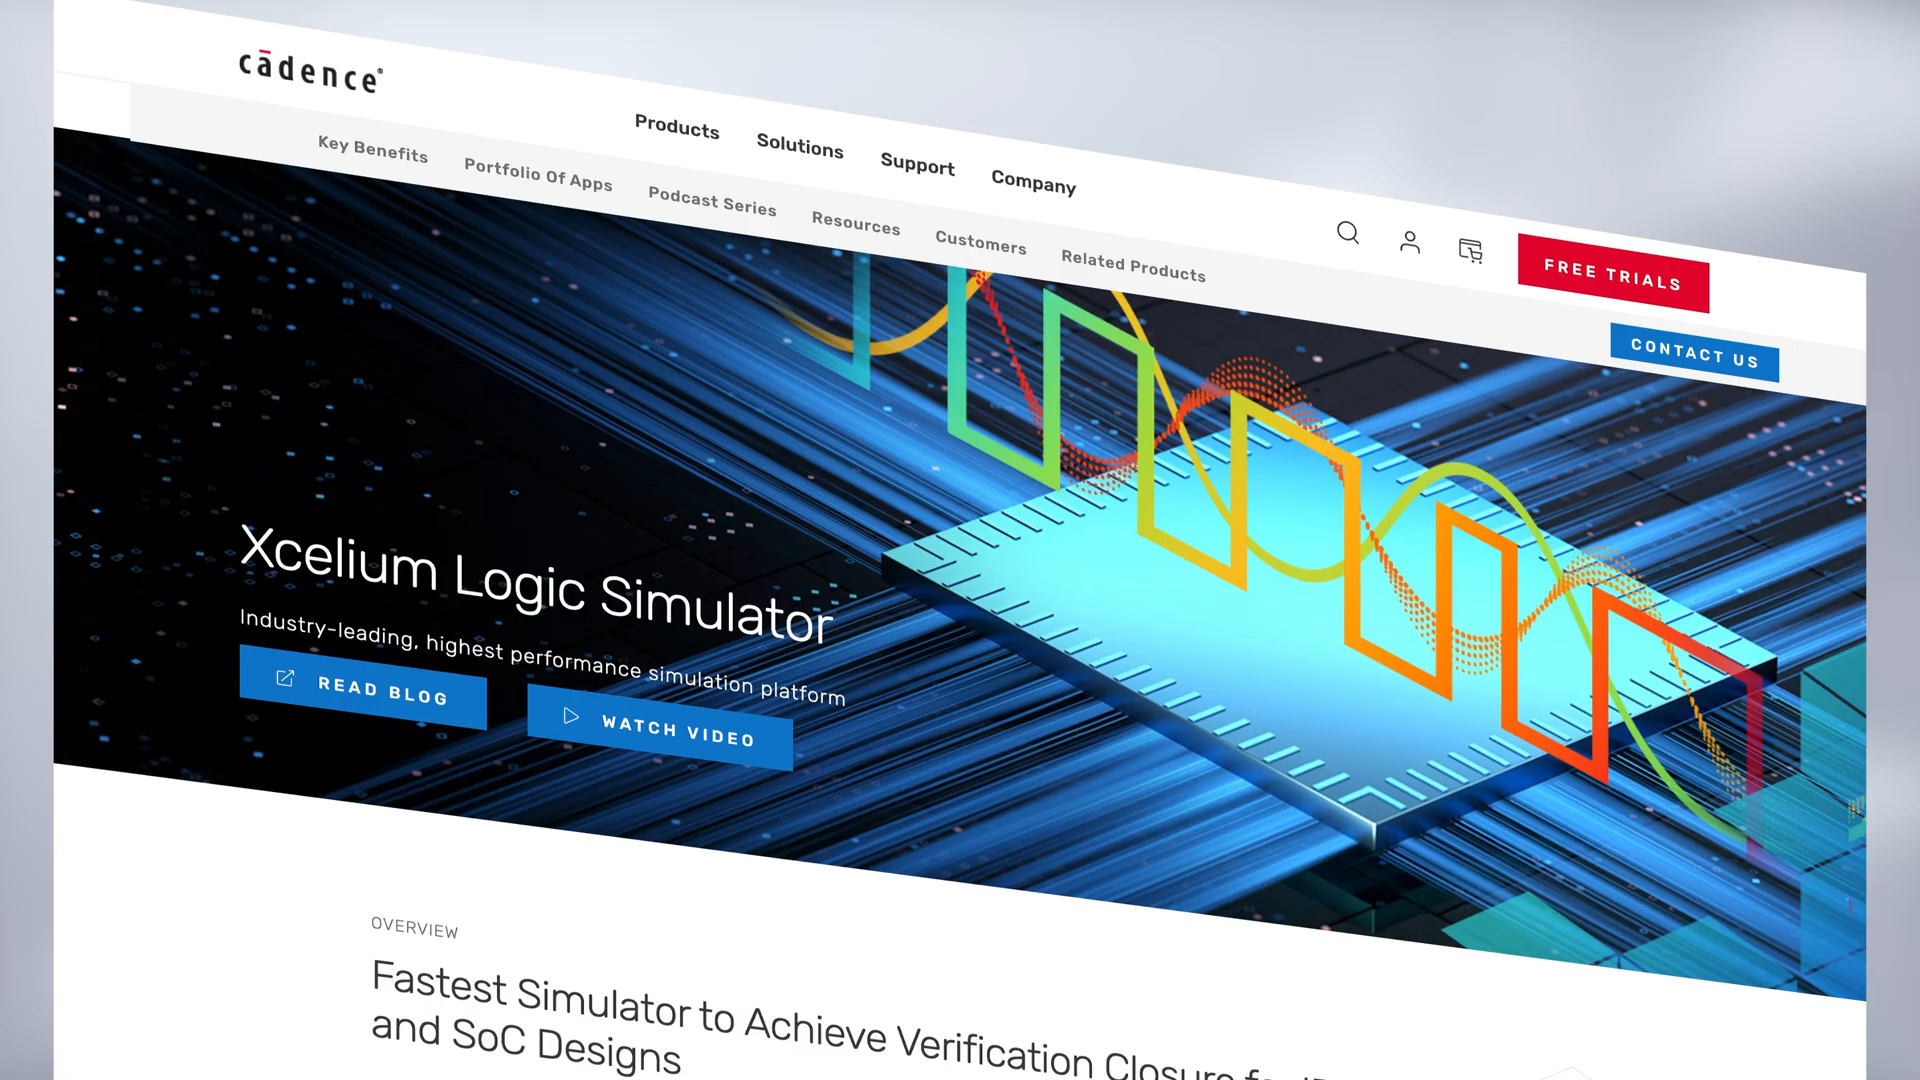 cādence®
Products Solutions Support Company
FREE TRIALS
Key Benefits Portfolio Of Apps Podcast Series Resources Customers Related Products
CONTACT US
Xcelium Logic Simulator
Industry-leading, highest performance simulation platform
READ BLOG WATCH VIDEO
OVERVIEW
Fastest Simulator to Achieve Verification Closure for
and SoC Designs